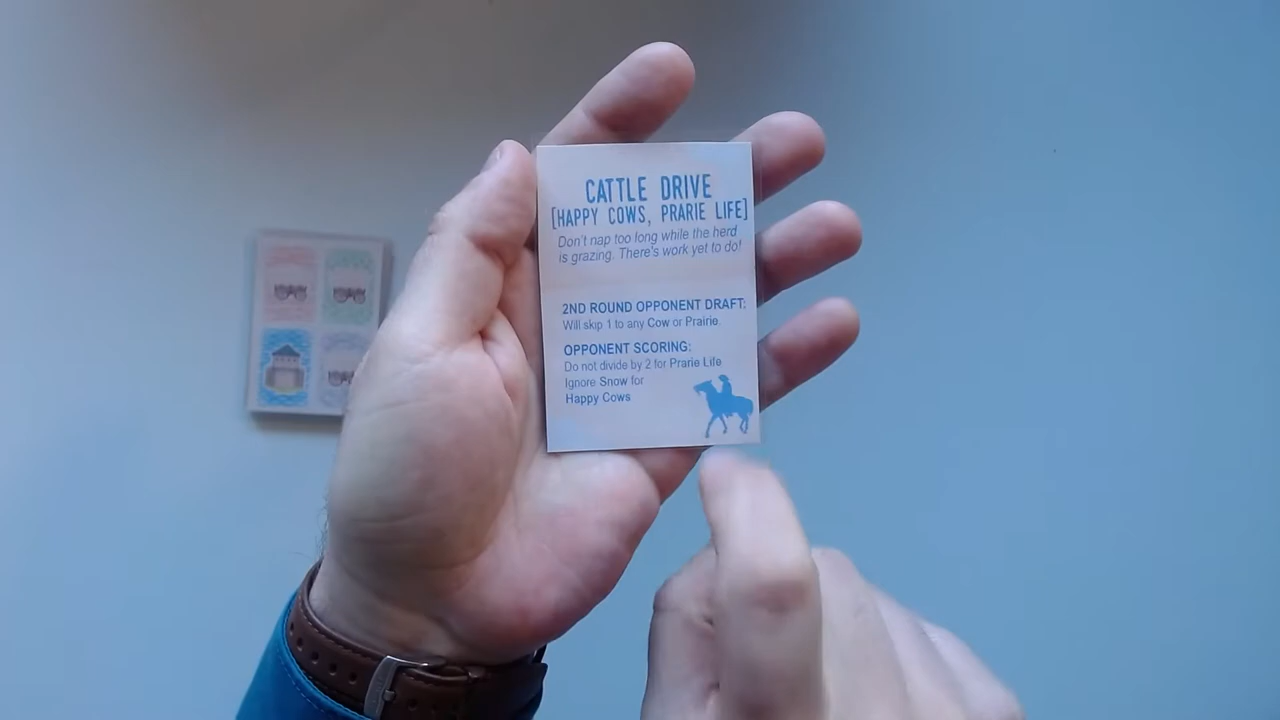 CATTLE DRIVE
[HAPPY COWS, PRARIE LIFE]
Don't nap too long while the herd
is grazing. There's work yet to do!
2ND ROUND OPPONENT DRAFT:
Will skip 1 to any Cow or Prairie.
OPPONENT SCORING:
Do not divide by 2 for Prarie Life
Ignore Snow for
Happy Cows